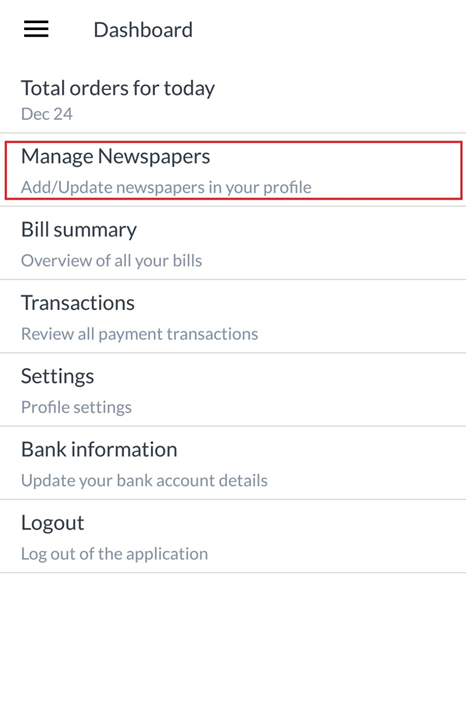 Dashboard
Total orders for today
Dec 24
Manage Newspapers
Add/Update newspapers in your profile
Bill summary
Overview of all your bills
Transactions
Review all payment transactions
Settings
Profile settings
Bank information
Update your bank account details
Logout
Log out of the application